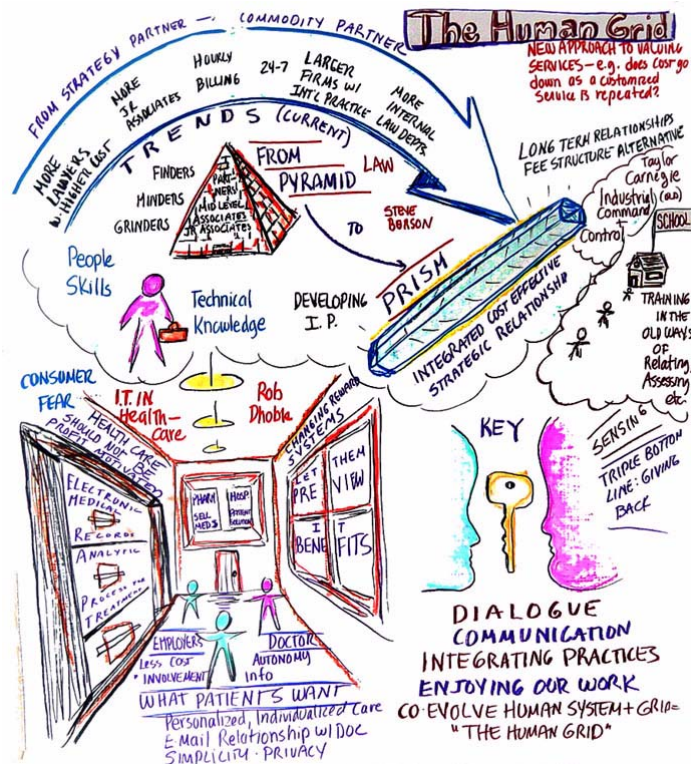 The Human Grid
FROM STRATEGY PARTNER — COMMODITY PARTNER
NEW APPROACH TO VALUING
SERVICES — e.g. does cost go
down as a customized
Service is repeated?
MORE
LAWYERS
W. HIGHER COST
MORE
JR
ASSOCIATES
HOURLY
BILLING
24-7
LARGER
FIRMS W/
INT'L PRACTICE
MORE
INTERNAL
LAW DEPTS.
TRENDS (CURRENT)
FINDERS
MINDERS
GRINDERS
PART-
NERS
MID LEVEL
ASSOCIATES
JR ASSOCIATES
FROM
PYRAMID
LAW
TO
STEVE
BORSON
PRISM
LONG TERM RELATIONSHIPS
FEE STRUCTURE-ALTERNATIVE
Taylor
Carnegie
(OLD)
Industrial
Command
+
Control
SCHOOL
TRAINING
IN THE
OLD WAYS
OF
Relating,
Assessing,
etc.
People
Skills
Technical
Knowledge
DEVELOPING
I.P.
INTEGRATED COST EFFECTIVE
STRATEGIC RELATIONSHIP
CONSUMER
FEAR
I.T. IN
Health-
care
Rob
HEALTH CARE
SHOULD NOT BE
PROFIT MOTIVATED
CHANGING REWARD
SYSTEMS
ELECTRONIC
MEDICAL
RECORDS
ANALYTIC
PROCESS FOR
TREATMENT
PHARM
SELL
MEDS
HOSP
PATIENT
SOLUTION
LET
THEM
PRE
VIEW
I
T
BENE
FITS
EMPLOYERS
Less COST
INVOLVEMENT
DOCTOR
AUTONOMY
Info
WHAT PATIENTS WANT
Personalized, Individualized Care
E Mail Relationship W/ DOC
SIMPLICITY · PRIVACY
KEY
SENSING
TRIPLE BOTTOM
LINE: GIVING
BACK
DIALOGUE
COMMUNICATION
INTEGRATING PRACTICES
ENJOYING OUR WORK
CO-EVOLVE HUMAN SYSTEM + GRID =
"THE HUMAN GRID"